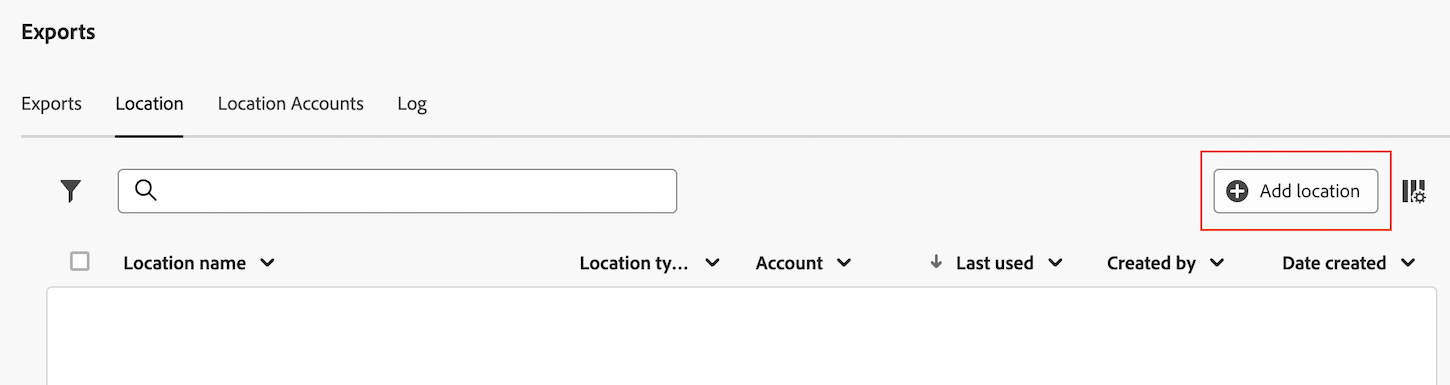 Exports
Exports Location Location Accounts Log
Add location
Location name Location ty... Account Last used Created by Date created